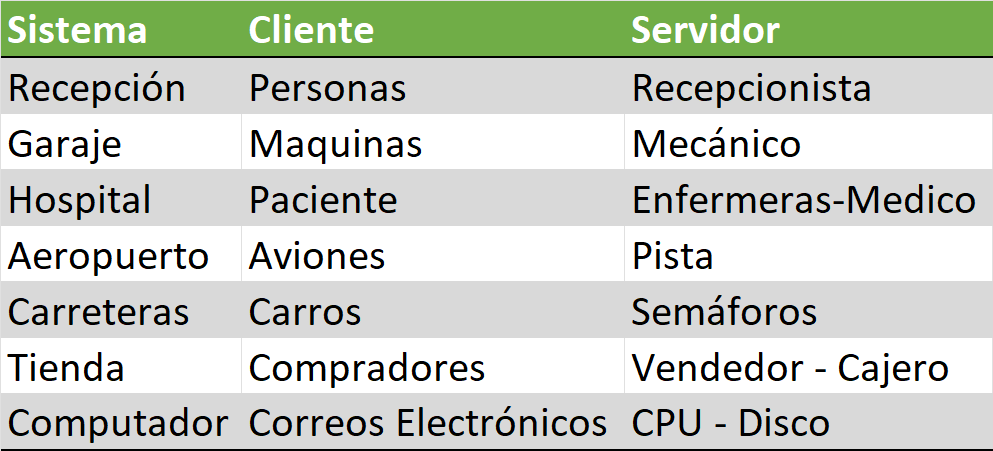 Sistema Cliente Servidor
Recepción Personas Recepcionista
Garaje Maquinas Mecánico
Hospital Paciente Enfermeras-Medico
Aeropuerto Aviones Pista
Carreteras Carros Semáforos
Tienda Compradores Vendedor - Cajero
Computador Correos Electrónicos CPU - Disco